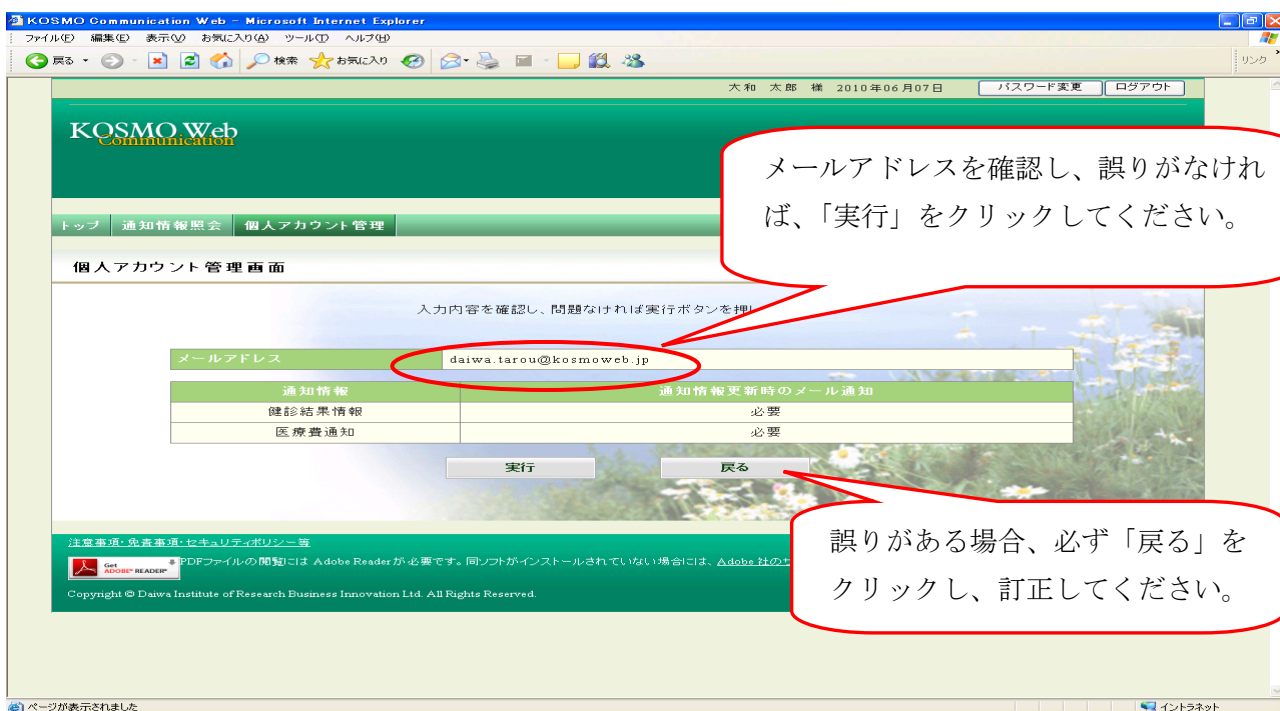 KOSMO Communication Web - Microsoft Internet Explorer
ファイル(F) 編集(E) 表示(V) お気に入り(A) ツール(T) ヘルプ(H)
戻る 検索 お気に入り リンク
大和 太郎 様 2010年06月07日 パスワード変更 ログアウト
KOSMO Web
Communication
メールアドレスを確認し、誤りがなけれ
ば、「実行」をクリックしてください。
トップ 通知情報照会 個人アカウント管理
個人アカウント管理画面
入力内容を確認し、問題なければ実行ボタンを押し
メールアドレス daiwa.tarou@kosmoweb.jp
通知情報 通知情報更新時のメール通知
健診結果情報 必要
医療費通知 必要
実行 戻る
誤りがある場合、必ず「戻る」を
クリックし、訂正してください。
注意事項・免責事項・セキュリティポリシー等
Get ADOBE® READER® PDFファイルの閲覧には Adobe Readerが必要です。同ソフトがインストールされていない場合には、Adobe 社の
Copyright © Daiwa Institute of Research Business Innovation Ltd. All Rights Reserved.
ページが表示されました イントラネット